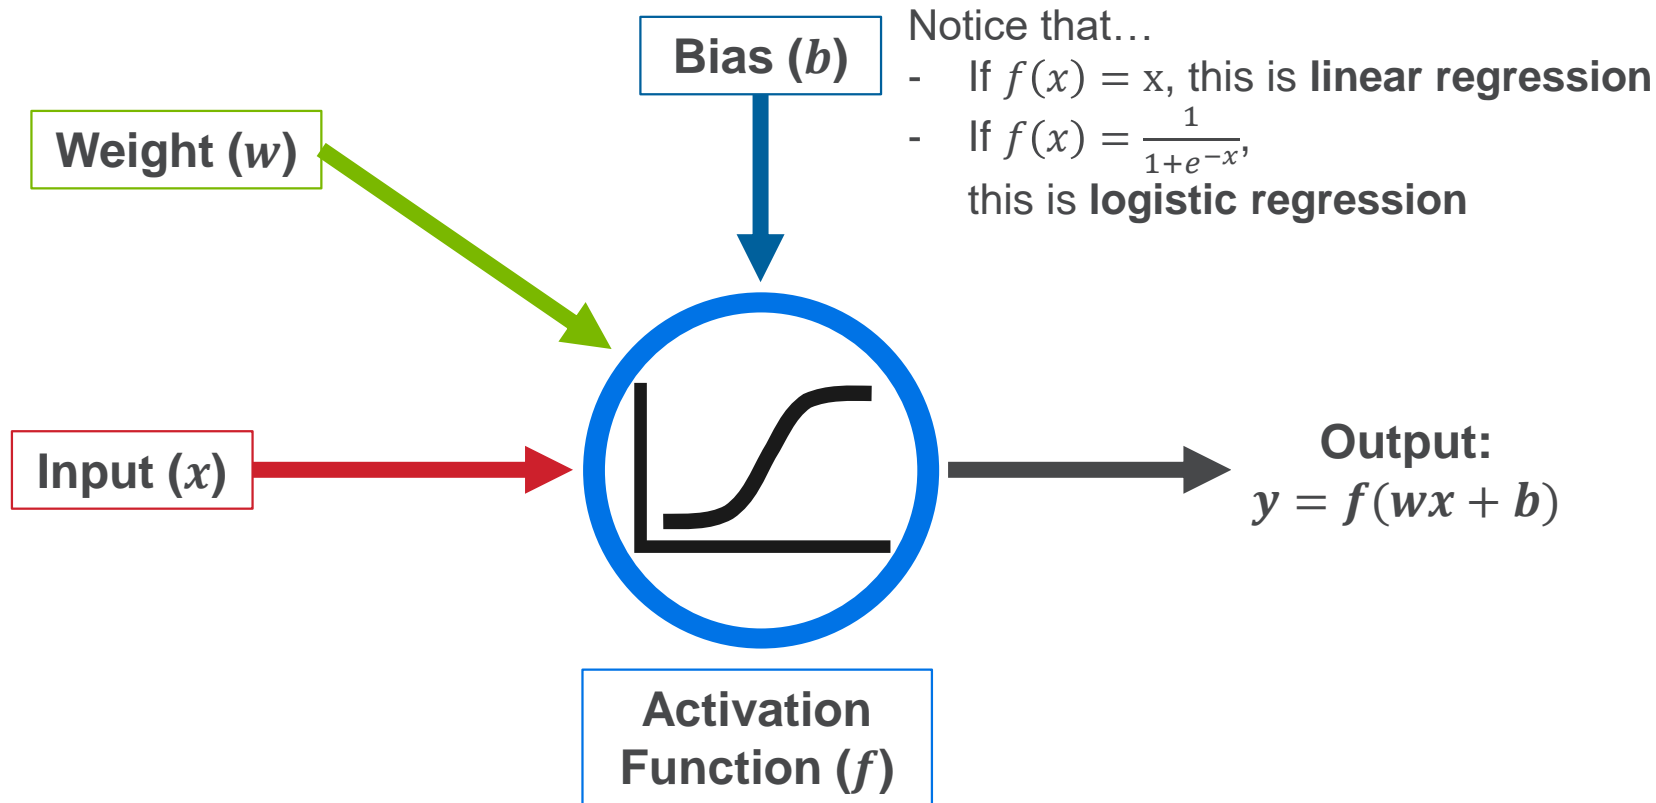 Bias (b)
Notice that…
- If f(x) = x, this is linear regression
- If f(x) = 1/(1+e^{-x}),
this is logistic regression
Weight (w)
Input (x)
Output:
y = f(wx + b)
Activation
Function (f)